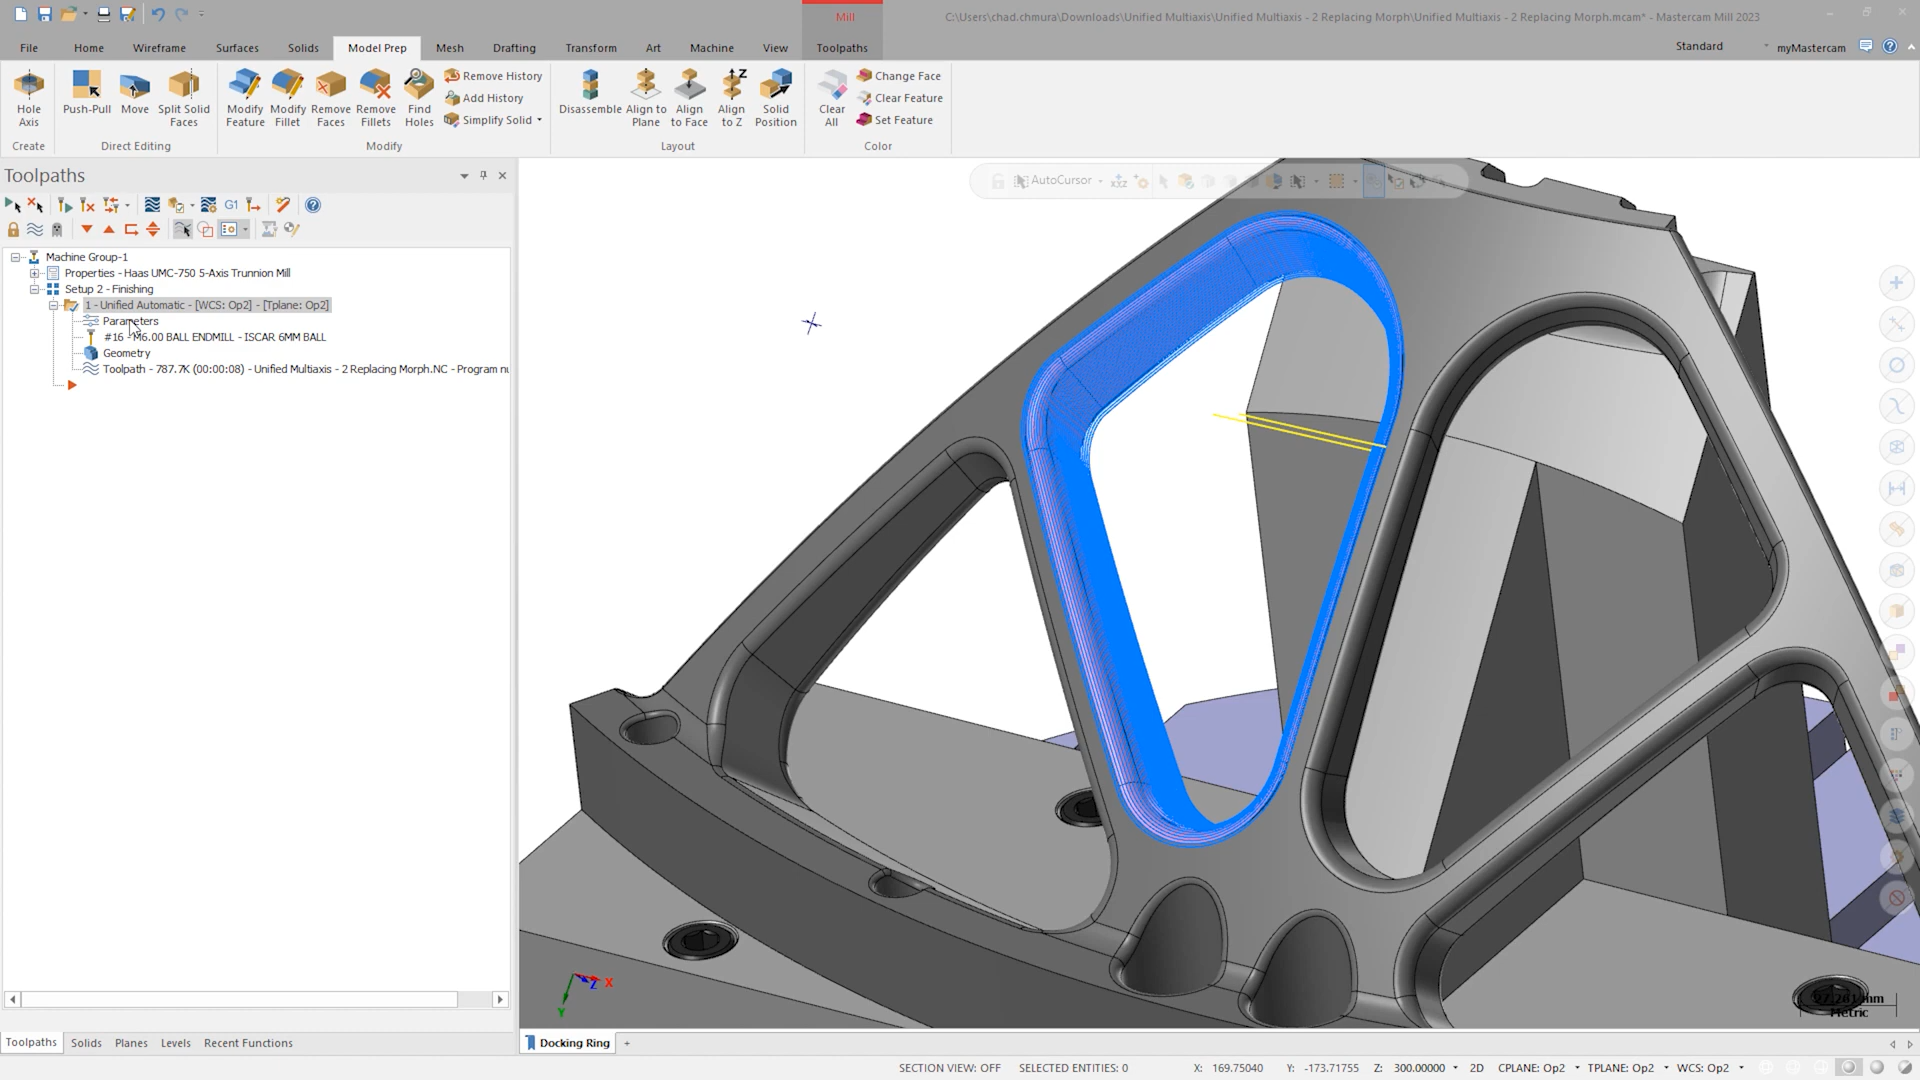 Mill
C:\Users\chad.chmura\Downloads\Unified Multiaxis\Unified Multiaxis - 2 Replacing Morph\Unified Multiaxis - 2 Replacing Morph.mcam* - Mastercam Mill 2023
File Home Wireframe Surfaces Solids Model Prep Mesh Drafting Transform Art Machine View Toolpaths
Standard myMastercam
Hole Axis
Push-Pull
Move
Split Solid Faces
Modify Feature
Modify Fillet
Remove Faces
Remove Fillets
Find Holes
Remove History
Add History
Simplify Solid
Disassemble
Align to Plane
Align to Face
Align to Z
Solid Position
Clear All
Change Face
Clear Feature
Set Feature
Create Direct Editing Modify Layout Color
Toolpaths
G1
AutoCursor
Machine Group-1
Properties - Haas UMC-750 5-Axis Trunnion Mill
Setup 2 - Finishing
1 - Unified Automatic - [WCS: Op2] - [Tplane: Op2]
Parameters
#16 - M6.00 BALL ENDMILL - ISCAR 6MM BALL
Geometry
Toolpath - 787.7K (00:00:08) - Unified Multiaxis - 2 Replacing Morph.NC - Program nu
X
Z
Y
27.261 mm
Metric
Toolpaths Solids Planes Levels Recent Functions
Docking Ring +
SECTION VIEW: OFF SELECTED ENTITIES: 0 X: 169.75040 Y: -173.71755 Z: 300.00000 2D CPLANE: Op2 TPLANE: Op2 WCS: Op2